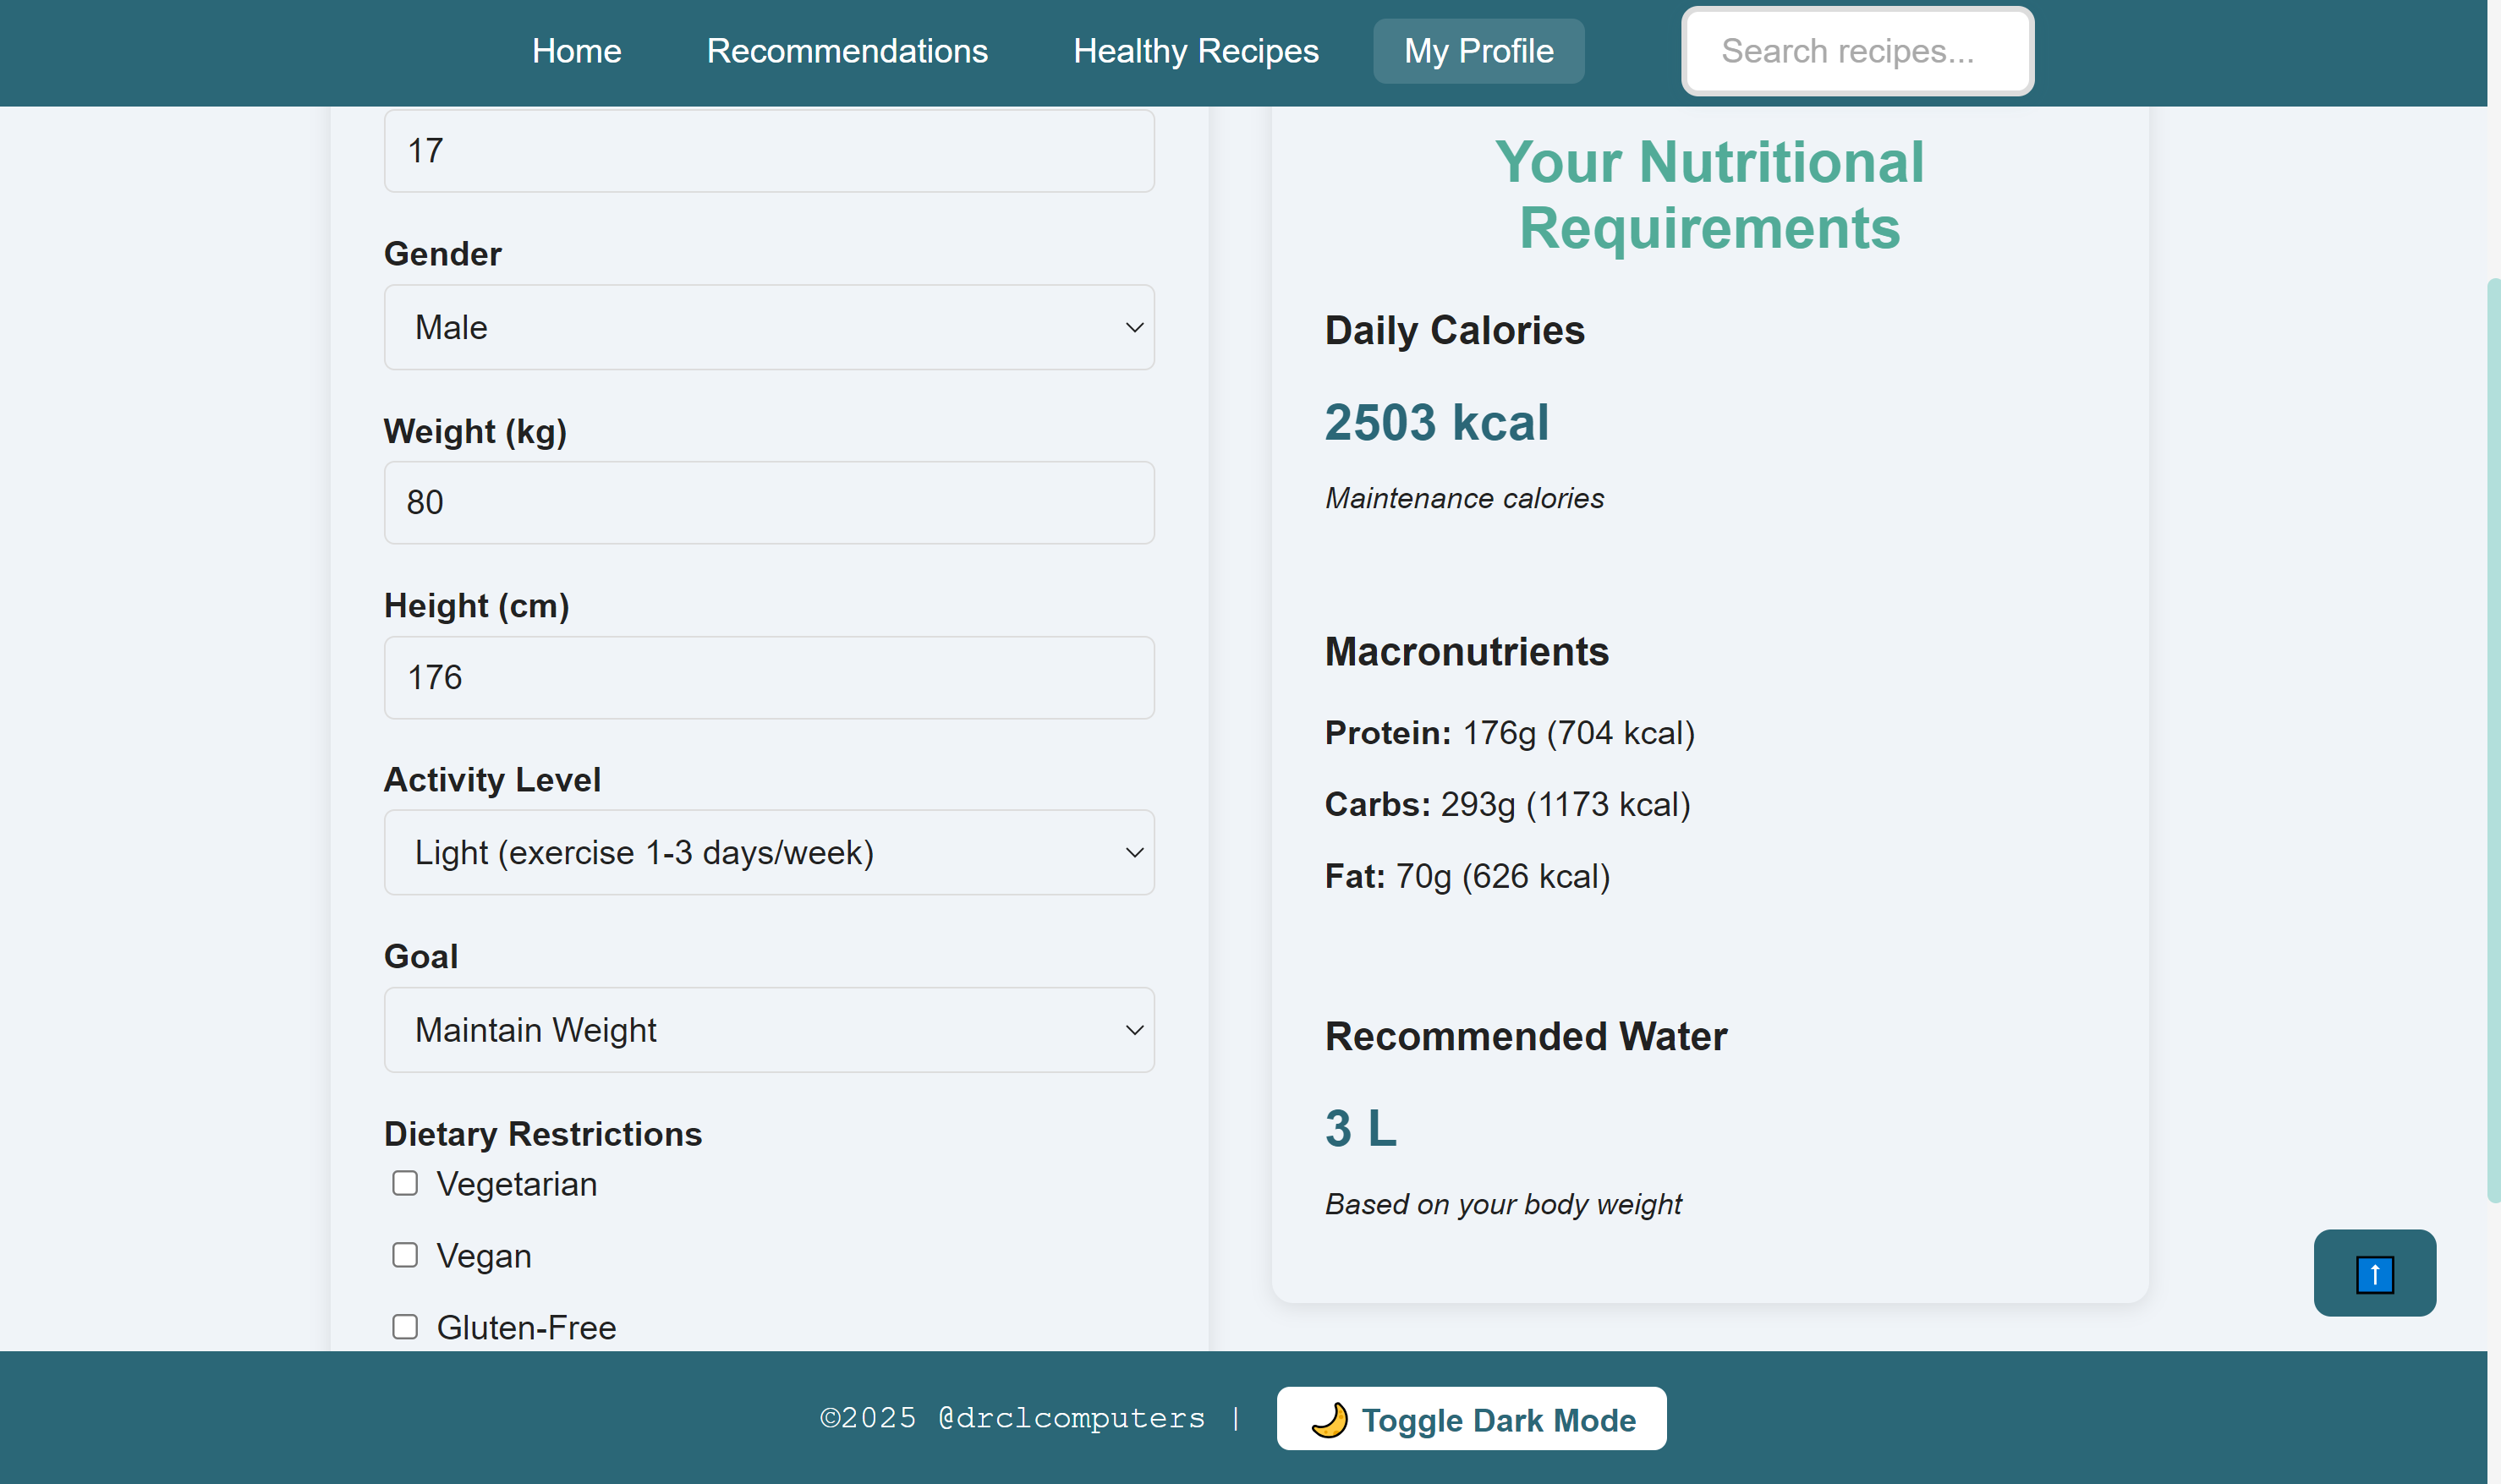 Home
Recommendations
Healthy Recipes
My Profile
Search recipes...
17
Gender
Male
Weight (kg)
80
Height (cm)
176
Activity Level
Light (exercise 1-3 days/week)
Goal
Maintain Weight
Dietary Restrictions
Vegetarian
Vegan
Gluten-Free
Your Nutritional
Requirements
Daily Calories
2503 kcal
Maintenance calories
Macronutrients
Protein: 176g (704 kcal)
Carbs: 293g (1173 kcal)
Fat: 70g (626 kcal)
Recommended Water
3 L
Based on your body weight
↑
©2025 @drclcomputers |
🌙 Toggle Dark Mode